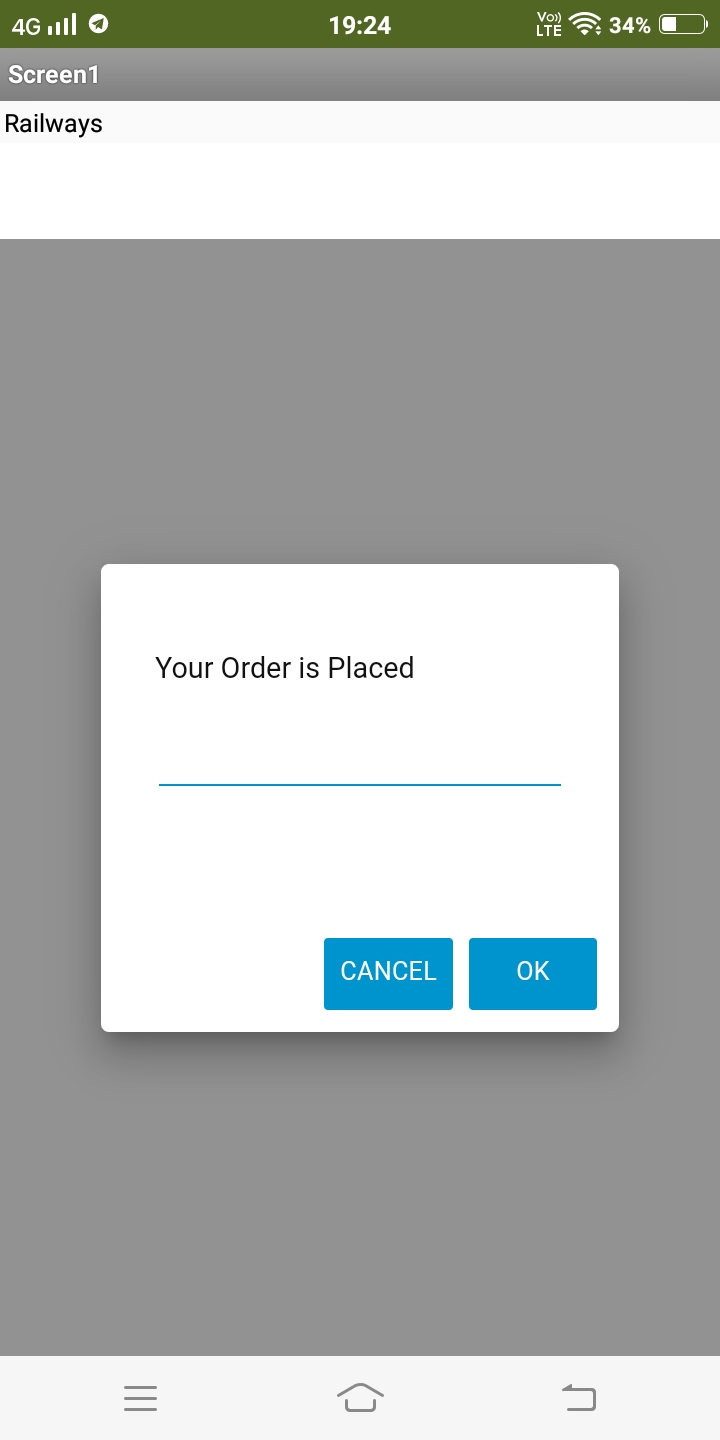 4G 19:24 Vo)) LTE 34%
Screen1
Railways
Your Order is Placed
CANCEL OK